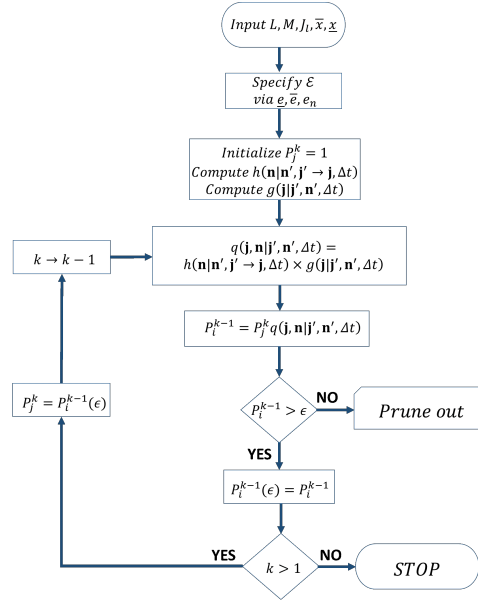 Input L, M, J_l, x̅, x̲
Specify ℰ
via e̲, e̅, e_n
Initialize P_j^k = 1
Compute h(n|n′, j′ → j, Δt)
Compute g(j|j′, n′, Δt)
q(j, n|j′, n′, Δt) =
h(n|n′, j′ → j, Δt) × g(j|j′, n′, Δt)
k → k − 1
P_i^{k−1} = P_j^k q(j, n|j′, n′, Δt)
P_i^{k−1} > ϵ
NO
Prune out
P_j^k = P_i^{k−1}(ϵ)
YES
P_i^{k−1}(ϵ) = P_i^{k−1}
YES
k > 1
NO
STOP